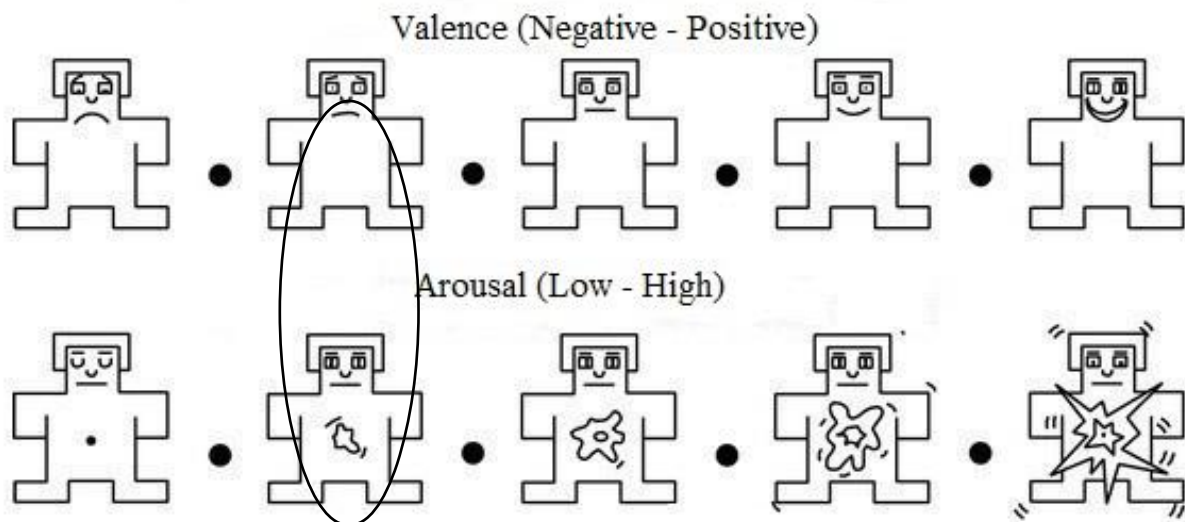 Valence (Negative - Positive)
Arousal (Low - High)